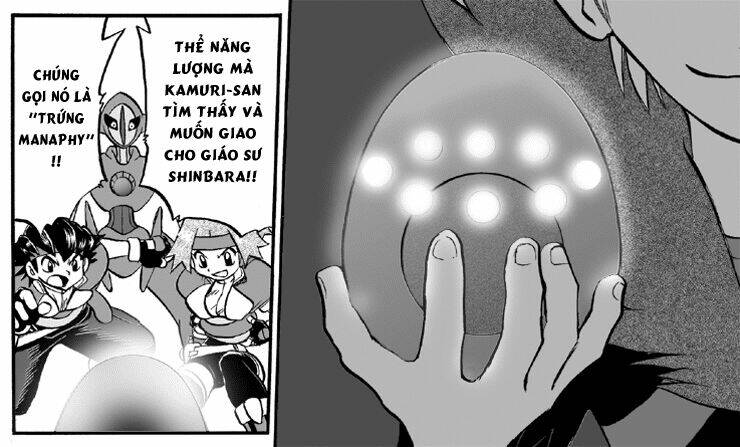 THỂ NĂNG
LƯỢNG MÀ
KAMURI-SAN
TÌM THẤY VÀ
MUỐN GIAO
CHO GIÁO SƯ
SHINBARA!!
CHÚNG
GỌI NÓ LÀ
"TRỨNG
MANAPHY"
!!